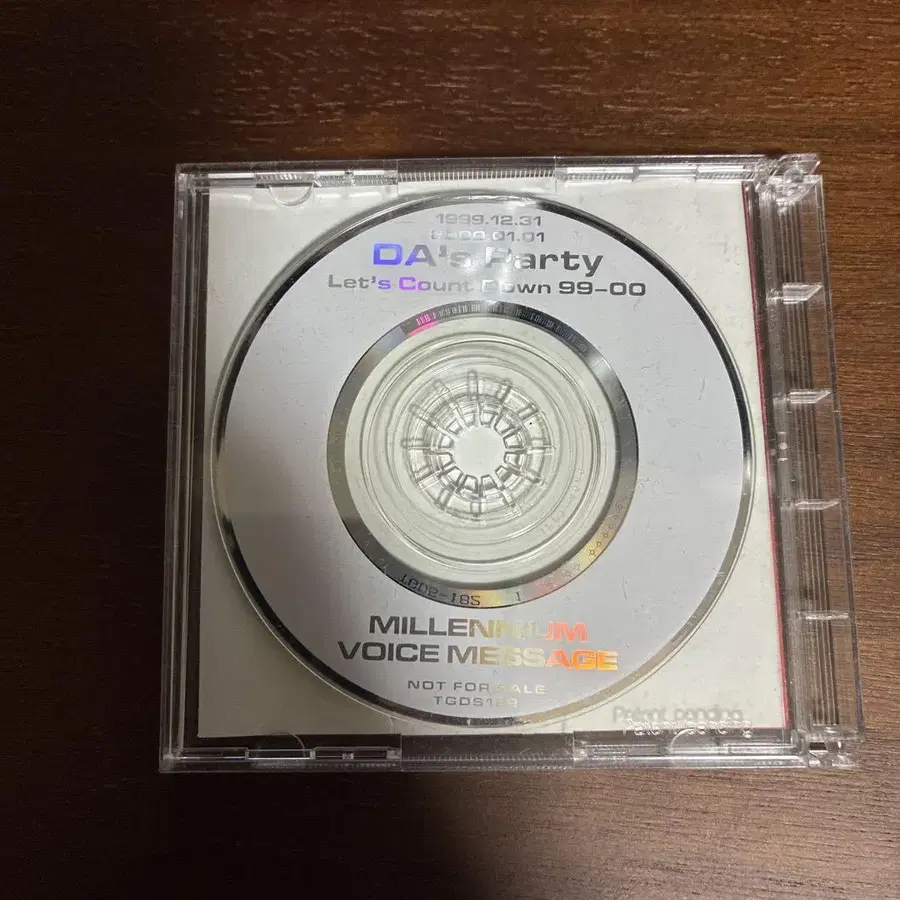 1999.12.31
2000.01.01
DA's Party
Let's Count Down 99-00
MILLENNIUM
VOICE MESSAGE
NOT FOR SALE
Patent pending